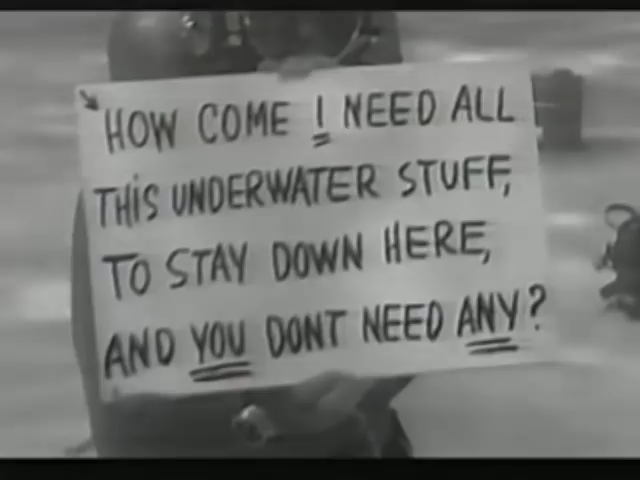 HOW COME I NEED ALL
THIS UNDERWATER STUFF,
TO STAY DOWN HERE,
AND YOU DONT NEED ANY?